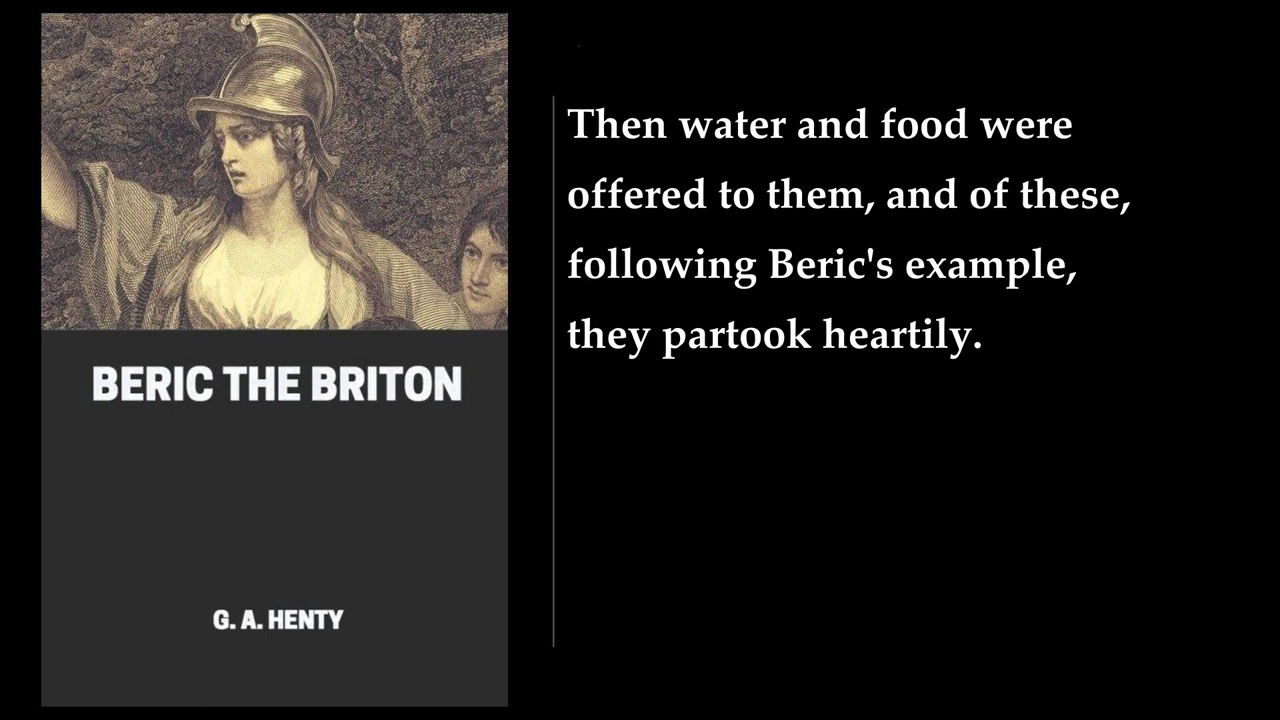 BERIC THE BRITON
G. A. HENTY
Then water and food were
offered to them, and of these,
following Beric's example,
they partook heartily.